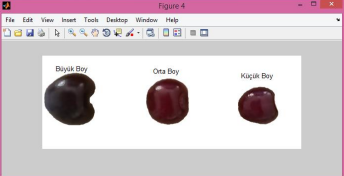 Figure 4
File Edit View Insert Tools Desktop Window Help
Büyük Boy
Orta Boy
Küçük Boy